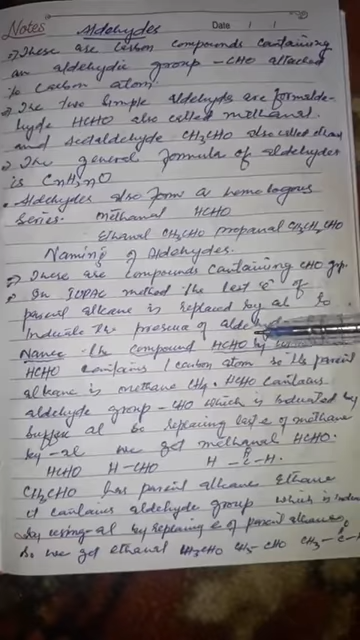 Notes
Aldehydes
Date / /
These are carbon compounds containing
an aldehydic group -CHO attached
to carbon atom.
The two simple aldehyde are formalde-
hyde HCHO also called methanal.
and Acetaldehyde CH3CHO also called
The general formula of aldehydes
is CnH2nO
Aldehydes also form a homologous
series. methanal HCHO
Ethanal CH3CHO propanal CH3CH2CHO
Naming of Aldehydes.
These are compounds containing CHO grp.
In IUPAC method the last 'e' of
parent alkane is replaced by al to
indicate the presence of
Name the compound HCHO by
HCHO contains 1 carbon atom so its parent
alkane is methane CH4. HCHO contains
aldehyde group -CHO which is indicated by
suffix al so replacing last e of methane
by -al we get methanal HCHO.
HCHO H-CHO H-C-H.
O
CH3CHO has parent alkane Ethane
it contains aldehyde group which is
by using -al by replacing e of parent alkane
So we get ethanal CH3CHO CH3-CHO CH3-C-